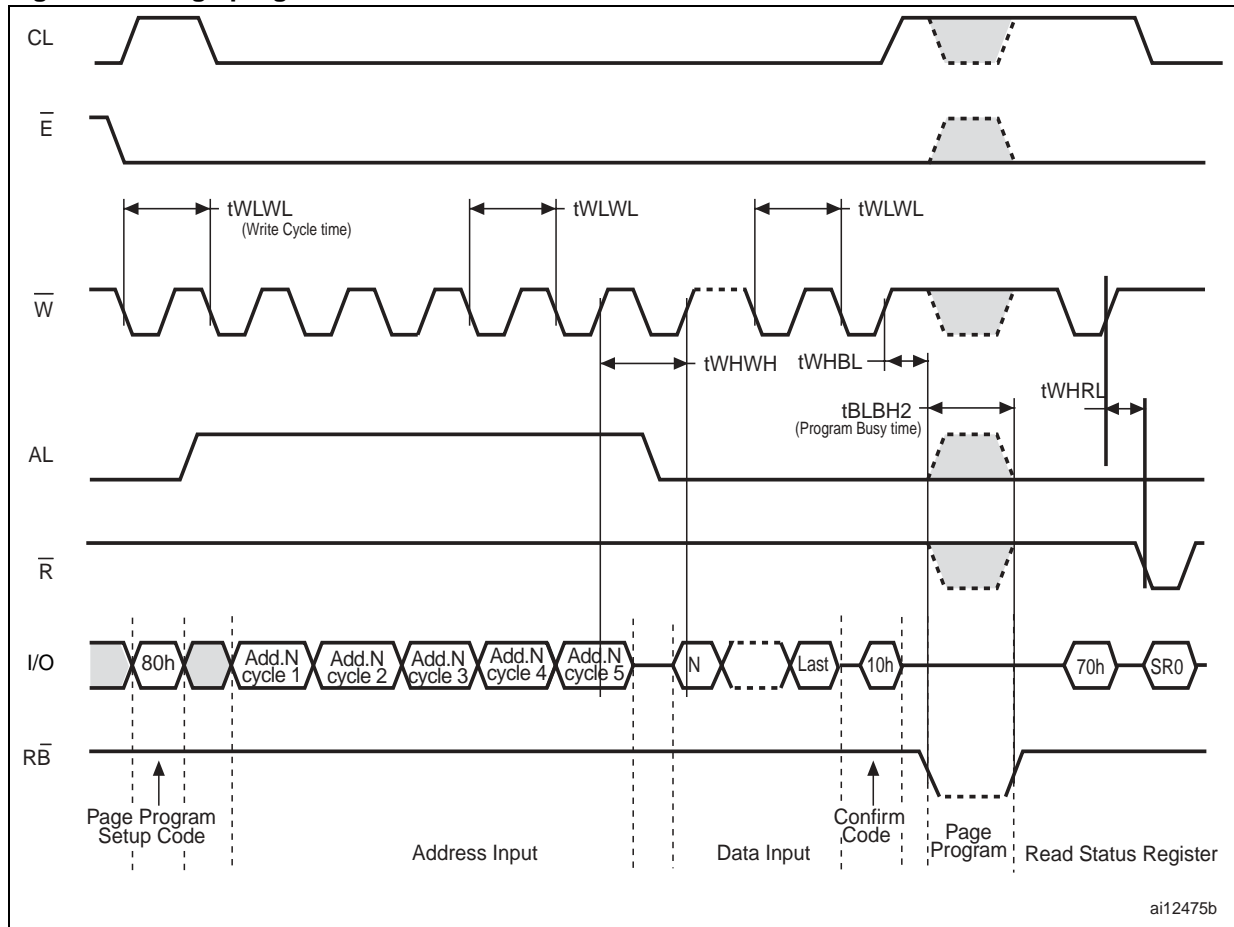 CL
E
tWLWL
(Write Cycle time)
tWLWL
tWLWL
W
tWHWH
tWHBL
tWHRL
tBLBH2
(Program Busy time)
AL
R
I/O
80h
Add.N
cycle 1
Add.N
cycle 2
Add.N
cycle 3
Add.N
cycle 4
Add.N
cycle 5
N
Last
10h
70h
SR0
RB
Page Program
Setup Code
Address Input
Data Input
Confirm
Code
Page
Program
Read Status Register
ai12475b